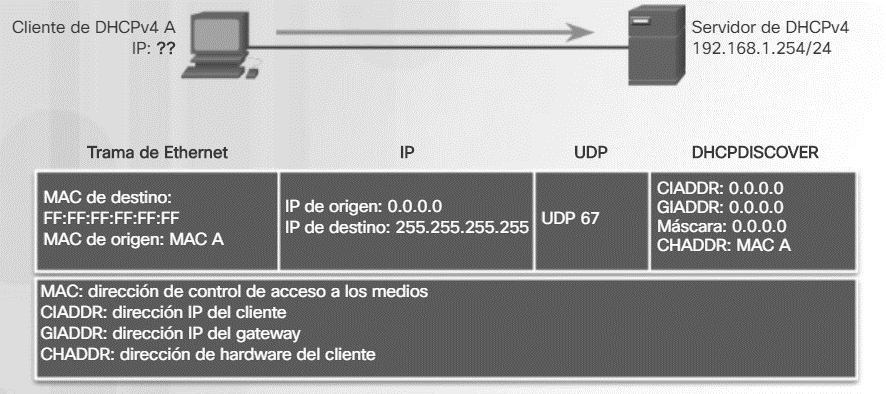 Cliente de DHCPv4 A
IP: ??
Servidor de DHCPv4
192.168.1.254/24
Trama de Ethernet
IP
UDP
DHCPDISCOVER
MAC de destino:
FF:FF:FF:FF:FF:FF
MAC de origen: MAC A
IP de origen: 0.0.0.0
IP de destino: 255.255.255.255
UDP 67
CIADDR: 0.0.0.0
GIADDR: 0.0.0.0
Máscara: 0.0.0.0
CHADDR: MAC A
MAC: dirección de control de acceso a los medios
CIADDR: dirección IP del cliente
GIADDR: dirección IP del gateway
CHADDR: dirección de hardware del cliente